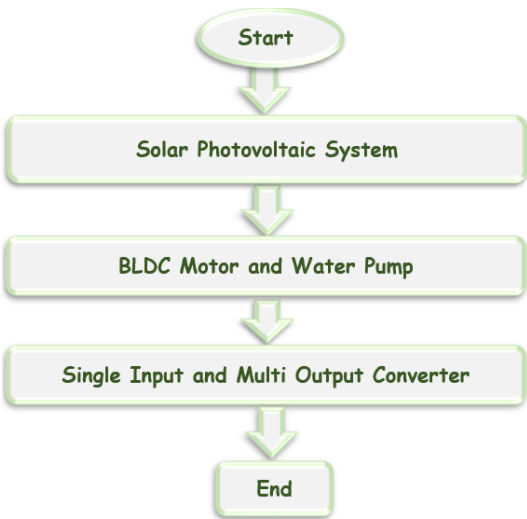 Start
Solar Photovoltaic System
BLDC Motor and Water Pump
Single Input and Multi Output Converter
End